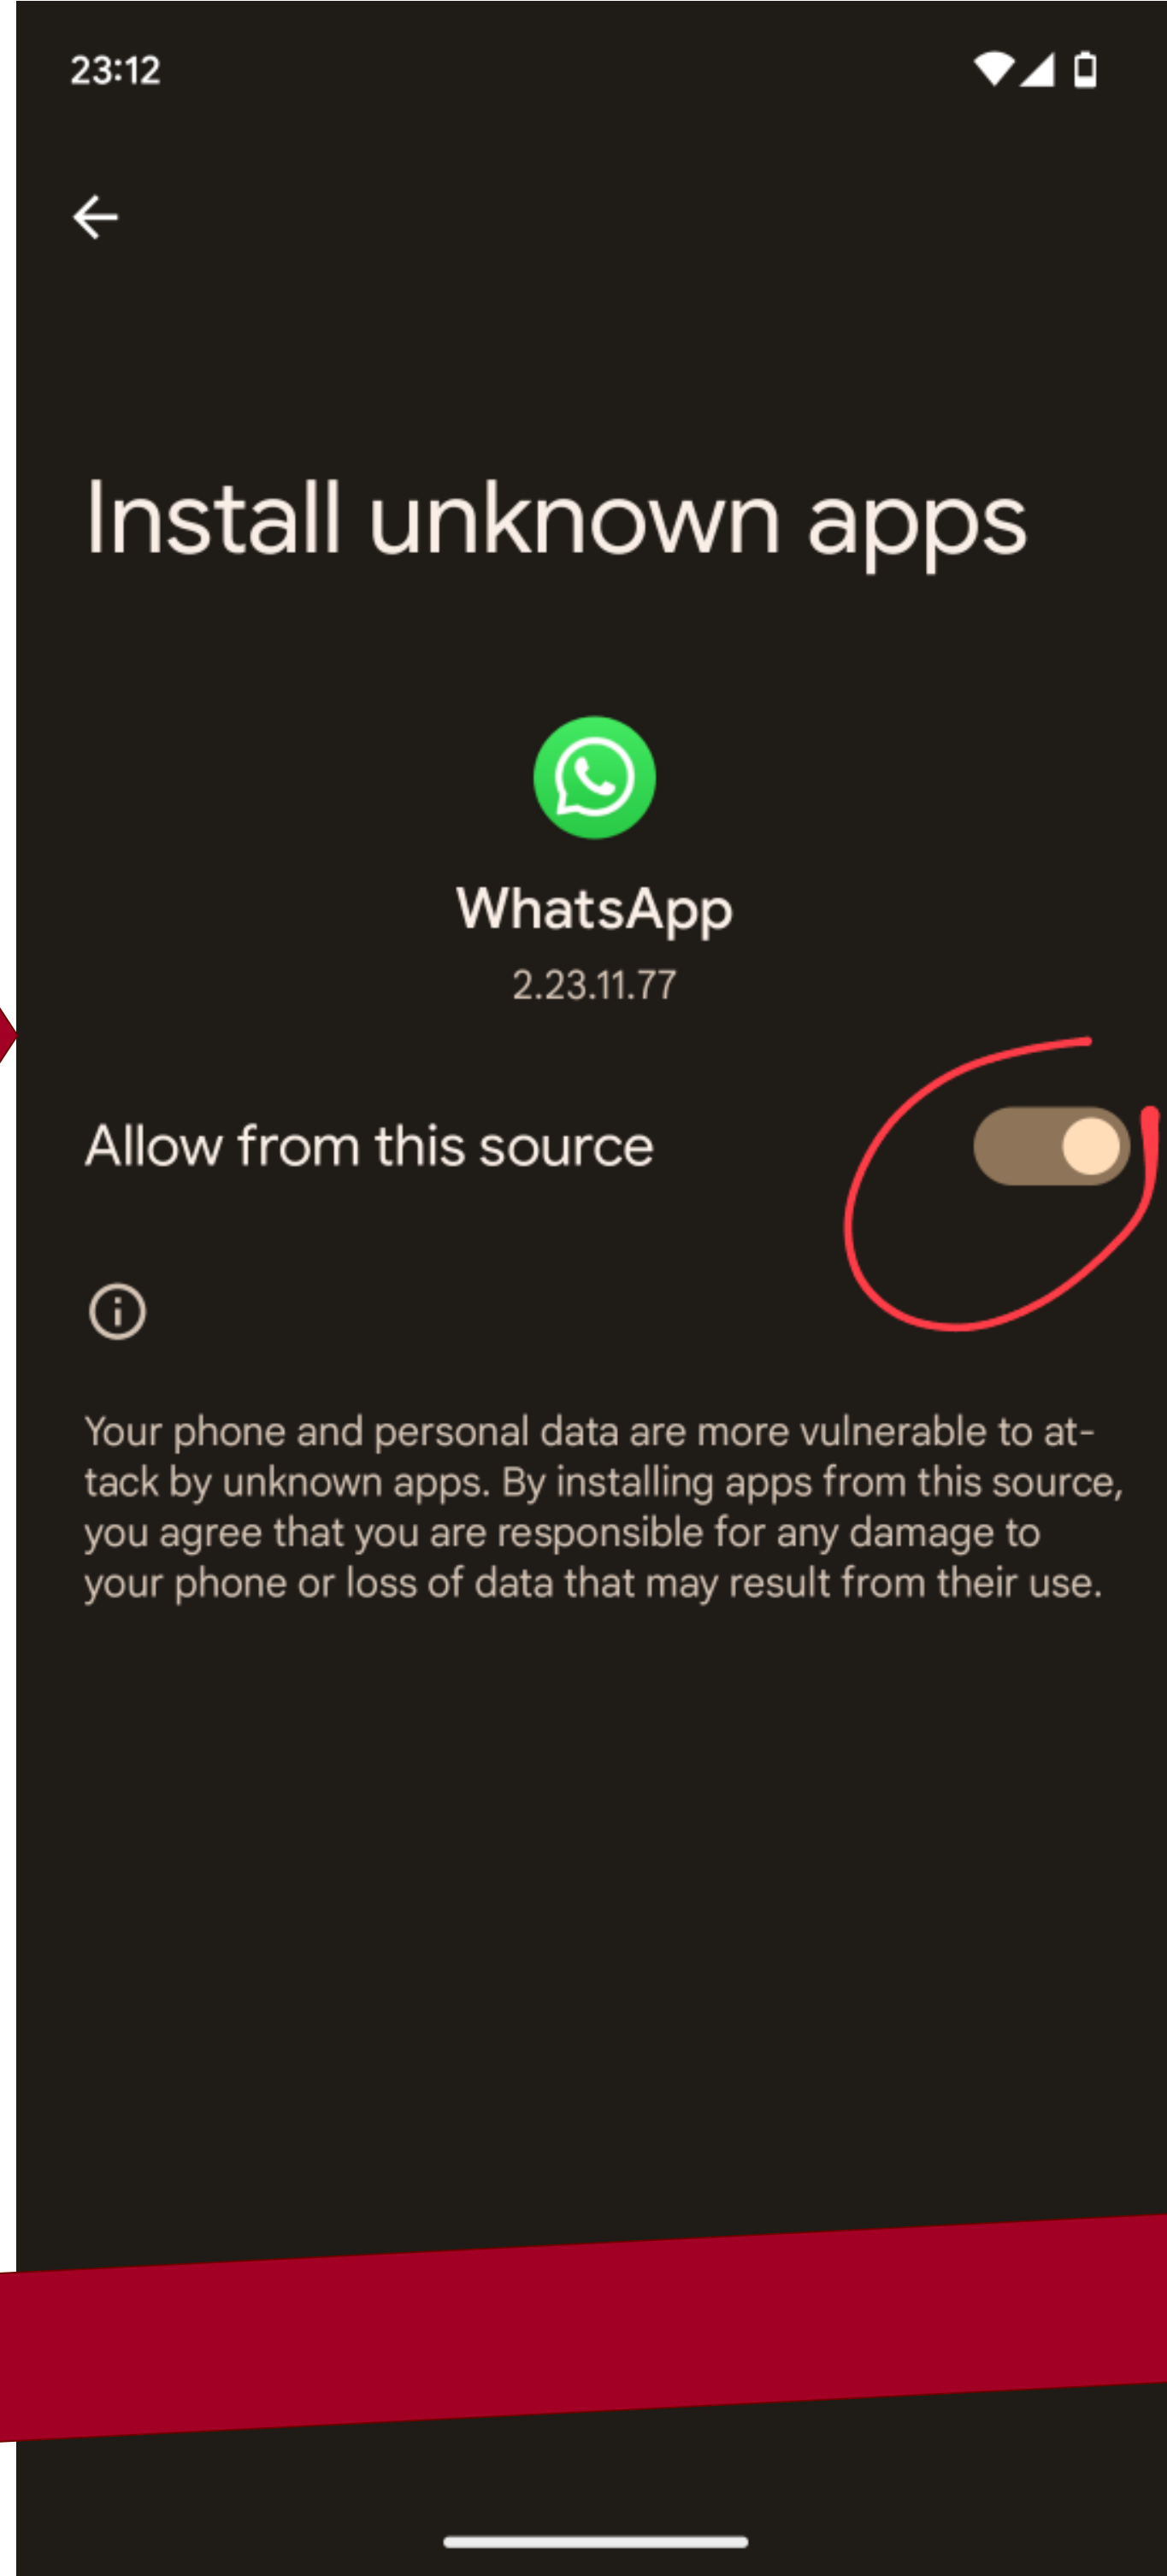 23:12
Install unknown apps
WhatsApp
2.23.11.77
Allow from this source
Your phone and personal data are more vulnerable to at-
tack by unknown apps. By installing apps from this source,
you agree that you are responsible for any damage to
your phone or loss of data that may result from their use.